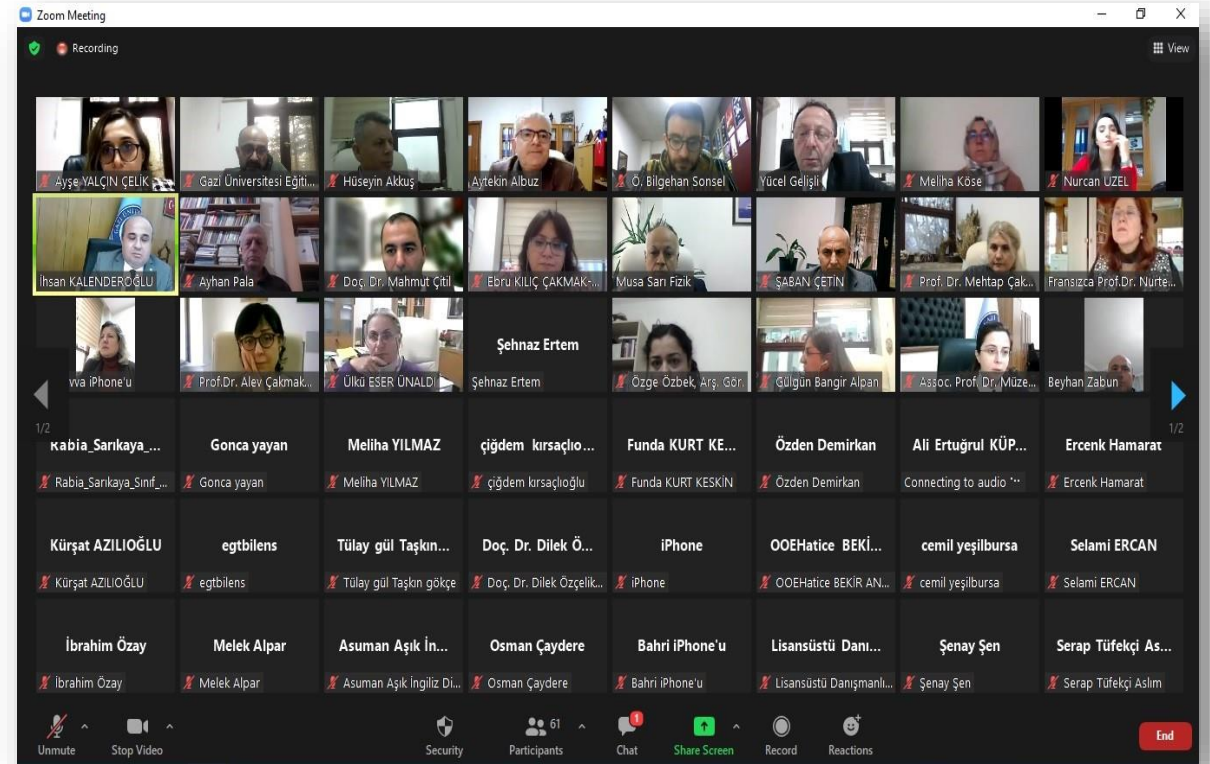 Zoom Meeting
Recording
View
Ayşe YALÇIN ÇELİK
Gazi Üniversitesi Eğiti...
Hüseyin Akkuş
Aytekin Albuz
Ö. Bilgehan Sonsel
Yücel Gelişli
Meliha Köse
Nurcan UZEL
İhsan KALENDEROĞLU
Ayhan Pala
Doç. Dr. Mahmut Çitil
Ebru KILIÇ ÇAKMAK-...
Musa Sarı Fizik
ŞABAN ÇETİN
Prof. Dr. Mehtap Çak...
Fransızca Prof.Dr. Nurte...
vva iPhone'u
Prof.Dr. Alev Çakmak...
Ülkü ESER ÜNALDI
Şehnaz Ertem
Şehnaz Ertem
Özge Özbek, Arş. Gör.
Gülgün Bangir Alpan
Assoc. Prof. Dr. Müze...
Beyhan Zabun
1/2
1/2
Rabia_Sarıkaya_...
Gonca yayan
Meliha YILMAZ
çiğdem kırsaçlıo...
Funda KURT KE...
Özden Demirkan
Ali Ertuğrul KÜP...
Ercenk Hamarat
Rabia_Sarıkaya_Sınıf_...
Gonca yayan
Meliha YILMAZ
çiğdem kırsaçlıoğlu
Funda KURT KESKİN
Özden Demirkan
Connecting to audio ...
Ercenk Hamarat
Kürşat AZILIOĞLU
egtbilens
Tülay gül Taşkın...
Doç. Dr. Dilek Ö...
iPhone
OOEHatice BEKİ...
cemil yeşilbursa
Selami ERCAN
Kürşat AZILIOĞLU
egtbilens
Tülay gül Taşkın gökçe
Doç. Dr. Dilek Özçelik...
iPhone
OOEHatice BEKİR AN...
cemil yeşilbursa
Selami ERCAN
İbrahim Özay
Melek Alpar
Asuman Aşık İn...
Osman Çaydere
Bahri iPhone'u
Lisansüstü Danı...
Şenay Şen
Serap Tüfekçi As...
İbrahim Özay
Melek Alpar
Asuman Aşık İngiliz Di...
Osman Çaydere
Bahri iPhone'u
Lisansüstü Danışmanlı...
Şenay Şen
Serap Tüfekçi Aslım
Unmute
Stop Video
Security
61
Participants
1
Chat
Share Screen
Record
Reactions
End